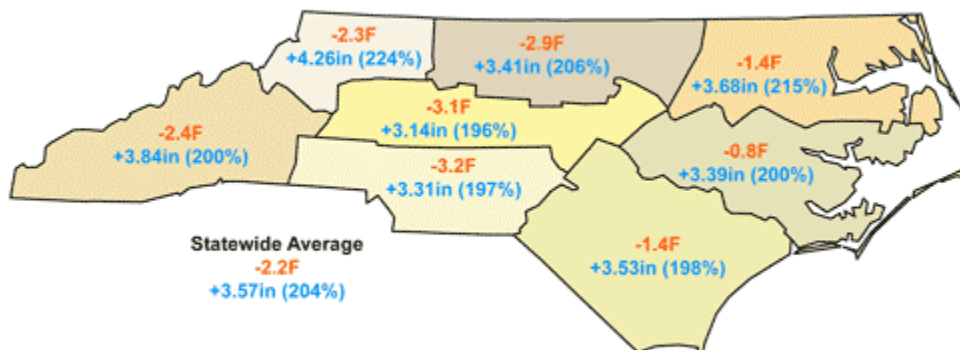 -2.3F
+4.26in (224%)
-2.9F
+3.41in (206%)
-1.4F
+3.68in (215%)
-3.1F
+3.14in (196%)
-2.4F
+3.84in (200%)
-0.8F
+3.39in (200%)
-3.2F
+3.31in (197%)
-1.4F
+3.53in (198%)
Statewide Average
-2.2F
+3.57in (204%)